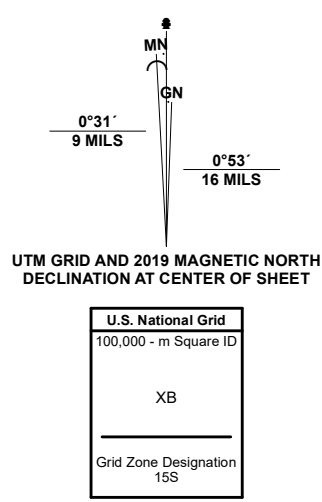 MN
GN
0°31´
9 MILS
0°53´
16 MILS
UTM GRID AND 2019 MAGNETIC NORTH
DECLINATION AT CENTER OF SHEET
U.S. National Grid
100,000 - m Square ID
XB
Grid Zone Designation
15S